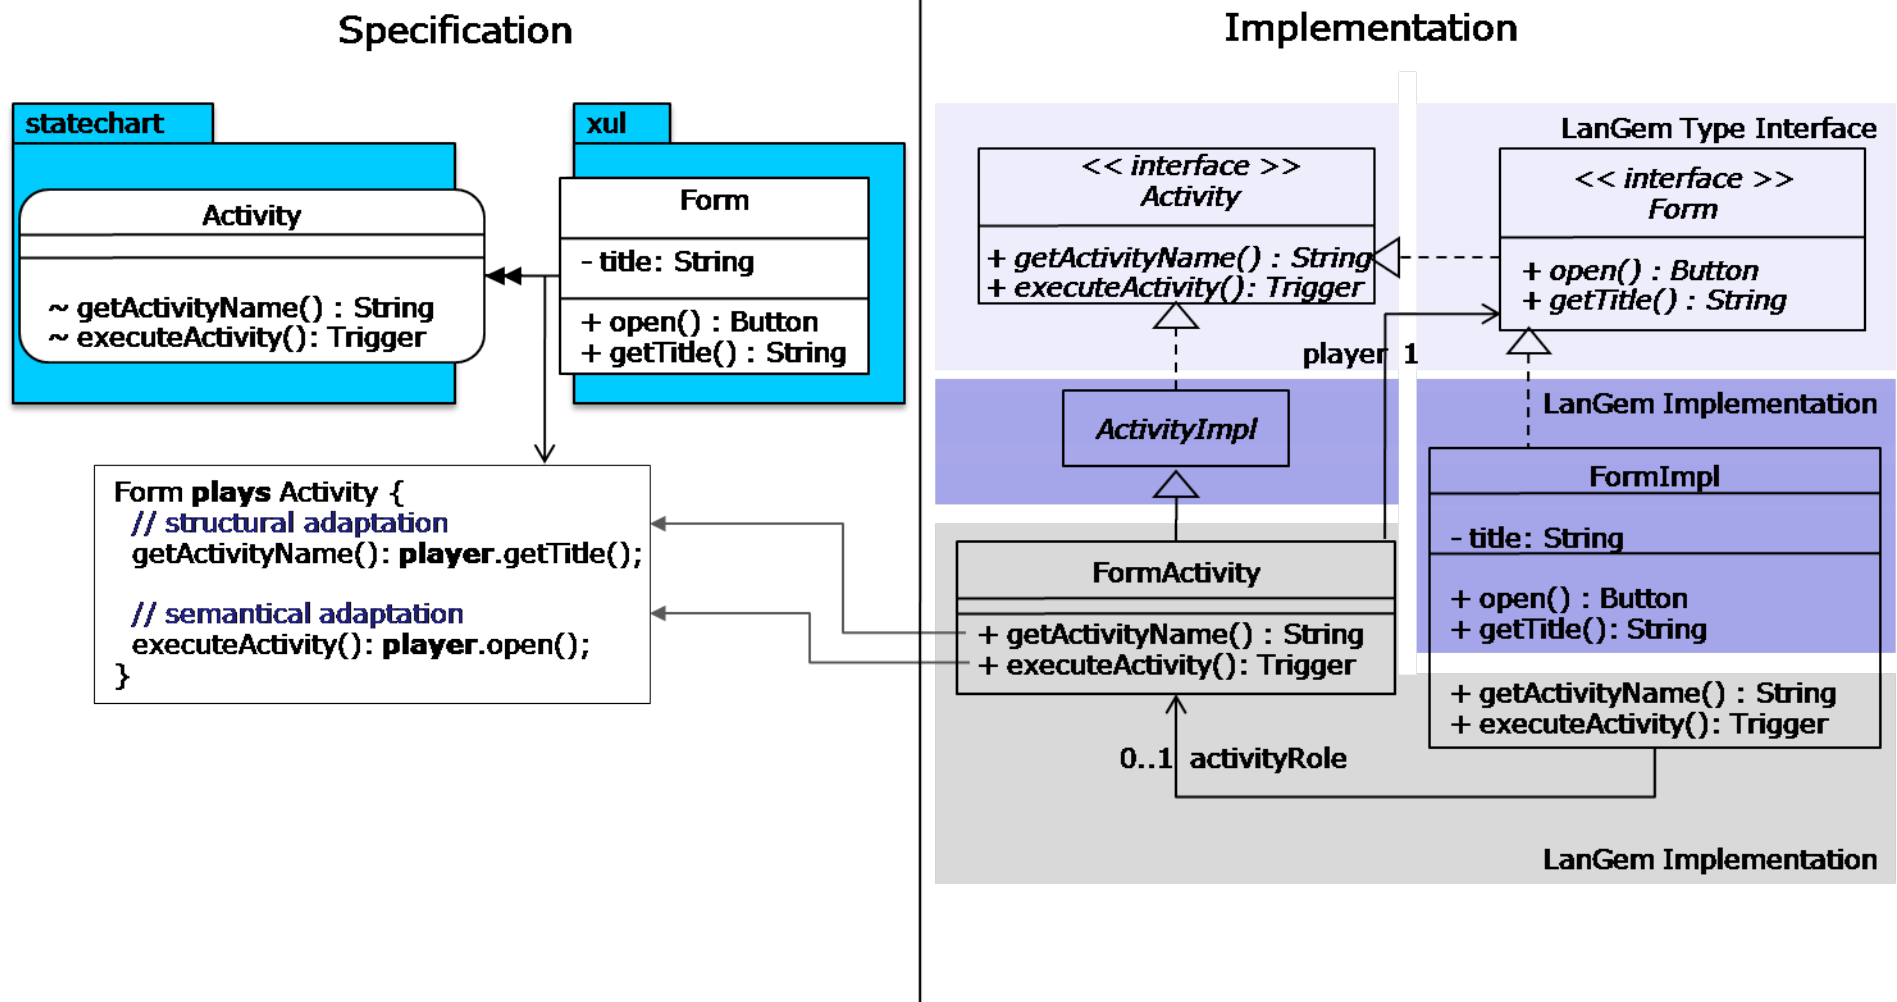 Specification
statechart
Activity
~ getActivityName() : String
~ executeActivity(): Trigger
xul
Form
- title: String
+ open() : Button
+ getTitle() : String
Form plays Activity {
// structural adaptation
getActivityName(): player.getTitle();
// semantical adaptation
executeActivity(): player.open();
}
Implementation
LanGem Type Interface
<< interface >>
Activity
+ getActivityName() : String
+ executeActivity(): Trigger
<< interface >>
Form
+ open() : Button
+ getTitle() : String
player 1
LanGem Implementation
ActivityImpl
FormImpl
- title: String
+ open() : Button
+ getTitle(): String
+ getActivityName() : String
+ executeActivity(): Trigger
FormActivity
+ getActivityName() : String
+ executeActivity(): Trigger
0..1 activityRole
LanGem Implementation